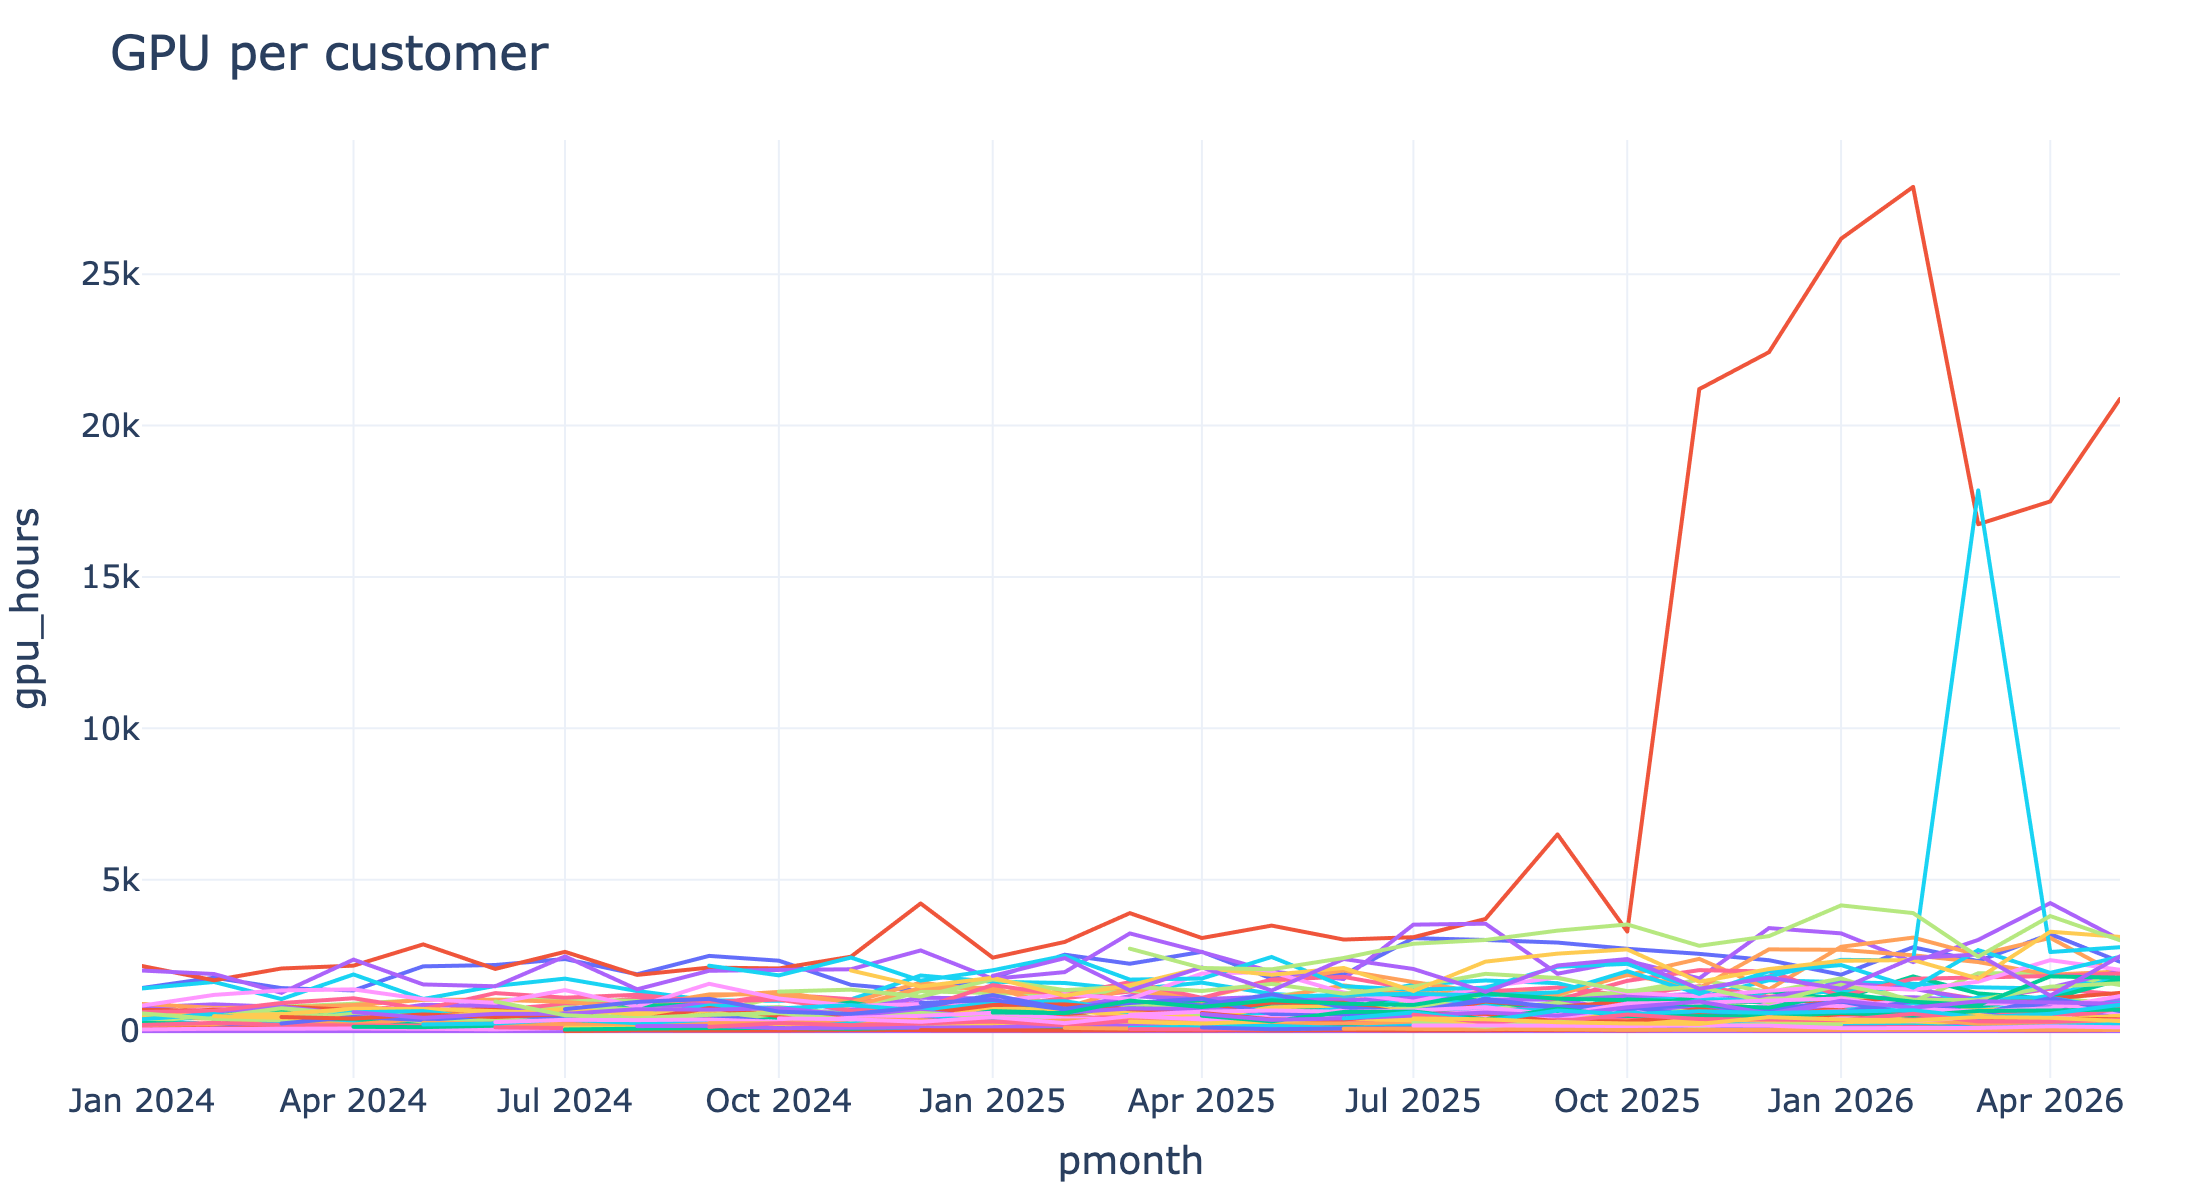 GPU per customer
gpu_hours
25k
20k
15k
10k
5k
0
Jan 2024
Apr 2024
Jul 2024
Oct 2024
Jan 2025
Apr 2025
Jul 2025
Oct 2025
Jan 2026
Apr 2026
pmonth